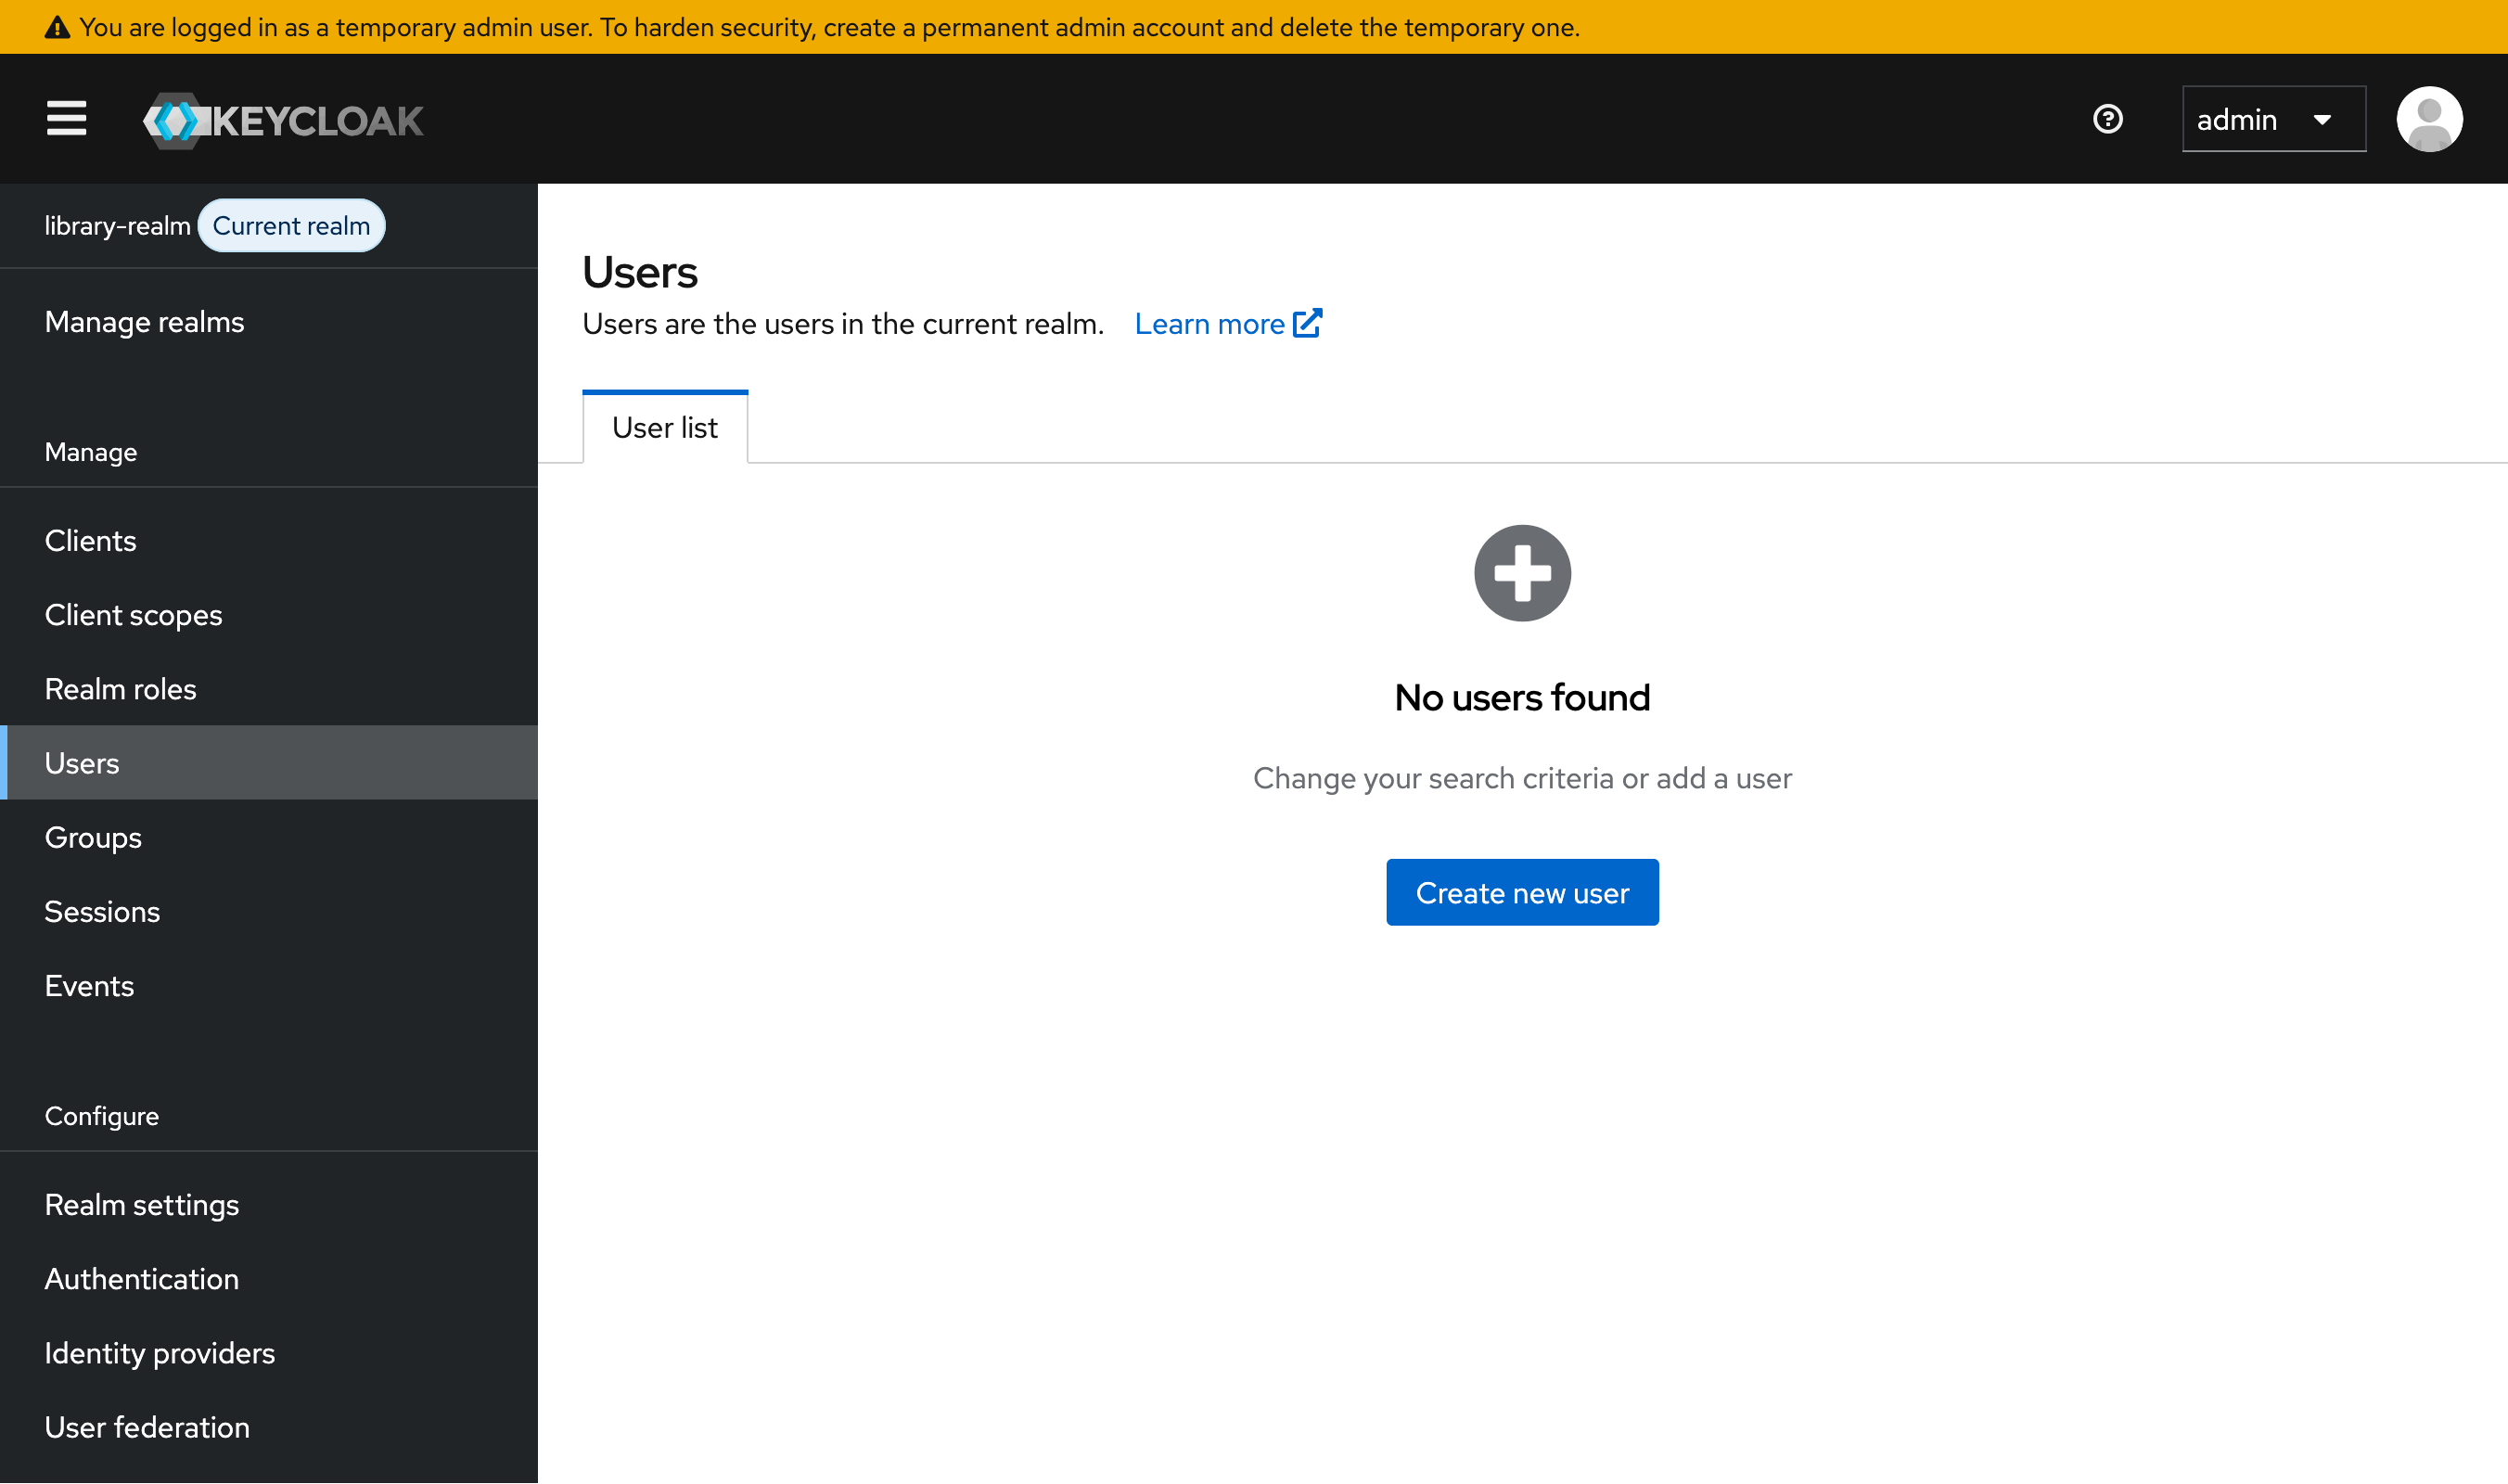 You are logged in as a temporary admin user. To harden security, create a permanent admin account and delete the temporary one.
KEYCLOAK
admin
library-realm Current realm
Manage realms
Manage
Clients
Client scopes
Realm roles
Users
Groups
Sessions
Events
Configure
Realm settings
Authentication
Identity providers
User federation
Users
Users are the users in the current realm. Learn more
User list
No users found
Change your search criteria or add a user
Create new user